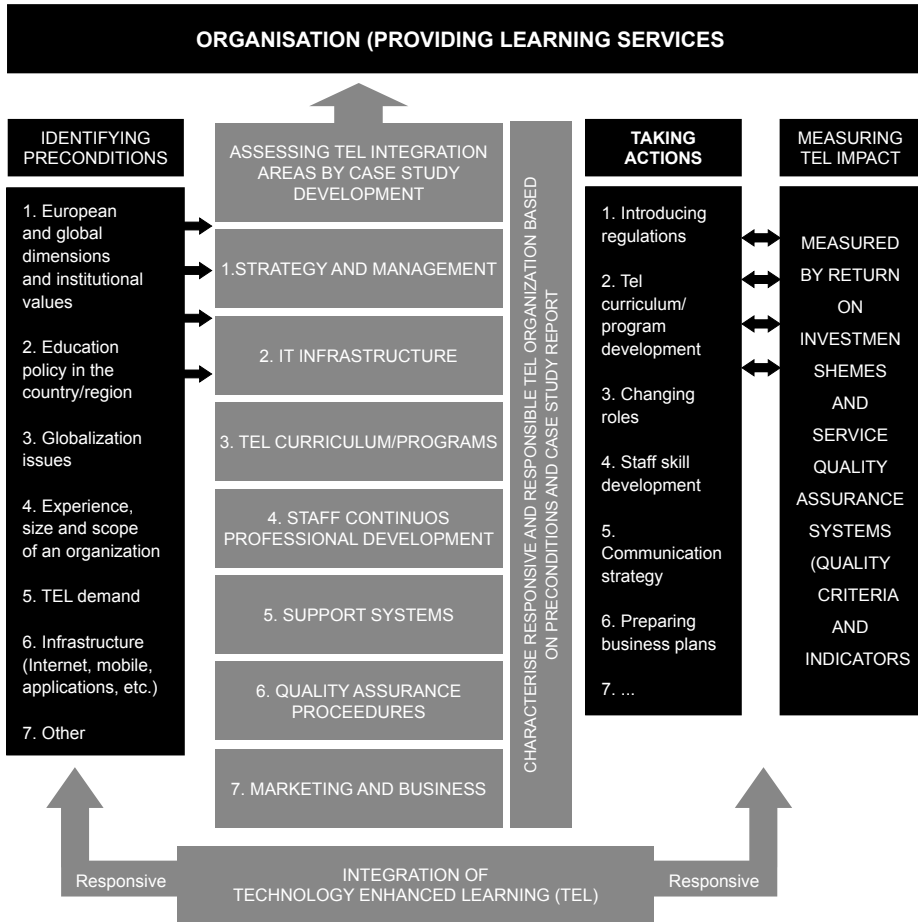 ORGANISATION (PROVIDING LEARNING SERVICES
IDENTIFYING
PRECONDITIONS
1. European
and global
dimensions
and institutional
values
2. Education
policy in the
country/region
3. Globalization
issues
4. Experience,
size and scope
of an organization
5. TEL demand
6. Infrastructure
(Internet, mobile,
applications, etc.)
7. Other
ASSESSING TEL INTEGRATION
AREAS BY CASE STUDY
DEVELOPMENT
1.STRATEGY AND MANAGEMENT
2. IT INFRASTRUCTURE
3. TEL CURRICULUM/PROGRAMS
4. STAFF CONTINUOS
PROFESSIONAL DEVELOPMENT
5. SUPPORT SYSTEMS
6. QUALITY ASSURANCE
PROCEEDURES
7. MARKETING AND BUSINESS
CHARACTERISE RESPONSIVE AND RESPONSIBLE TEL ORGANIZATION BASED
ON PRECONDITIONS AND CASE STUDY REPORT
TAKING
ACTIONS
1. Introducing
regulations
2. Tel
curriculum/
program
development
3. Changing
roles
4. Staff skill
development
5.
Communication
strategy
6. Preparing
business plans
7. ...
MEASURING
TEL IMPACT
MEASURED
BY RETURN
ON
INVESTMEN
SHEMES
AND
SERVICE
QUALITY
ASSURANCE
SYSTEMS
(QUALITY
CRITERIA
AND
INDICATORS
Responsive
INTEGRATION OF
TECHNOLOGY ENHANCED LEARNING (TEL)
Responsive